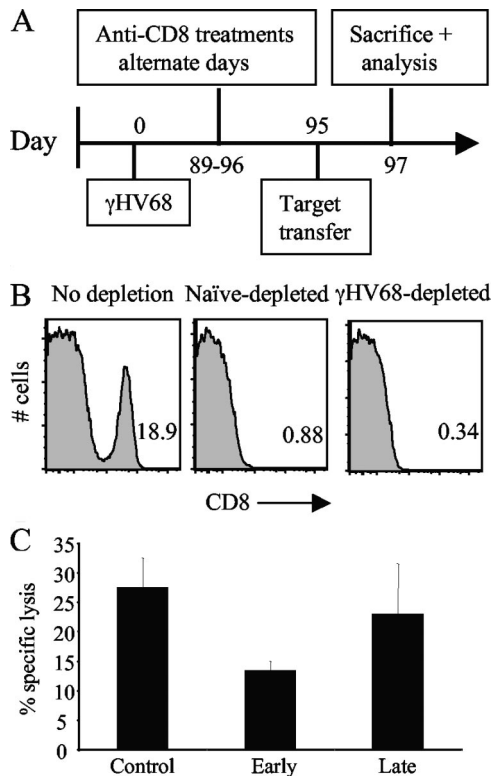 A
Anti-CD8 treatments
alternate days
Sacrifice +
analysis
Day
0
95
89-96
97
γHV68
Target
transfer
B
No depletion Naïve-depleted γHV68-depleted
# cells
18.9
0.88
0.34
CD8
C
% specific lysis
35
30
25
20
15
10
5
0
Control Early Late